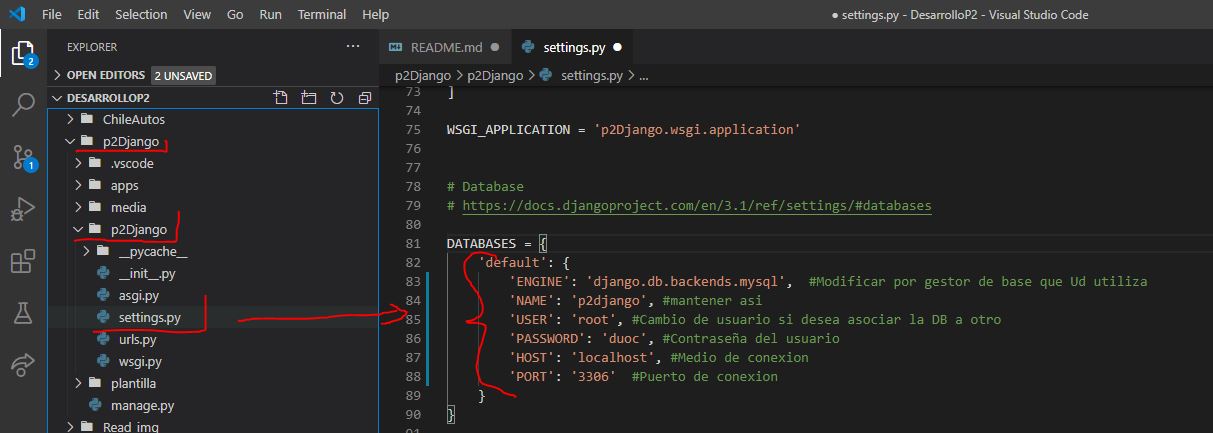 File Edit Selection View Go Run Terminal Help
● settings.py - DesarrolloP2 - Visual Studio Code
EXPLORER ...
README.md
settings.py
OPEN EDITORS 2 UNSAVED
p2Django > p2Django > settings.py > ...
DESARROLLOP2
ChileAutos
p2Django
.vscode
apps
media
p2Django
__pycache__
__init__.py
asgi.py
settings.py
urls.py
wsgi.py
plantilla
manage.py
Read_img
2
1
73 ]
74
75 WSGI_APPLICATION = 'p2Django.wsgi.application'
76
77
78 # Database
79 # https://docs.djangoproject.com/en/3.1/ref/settings/#databases
80
81 DATABASES = {
82 'default': {
83 'ENGINE': 'django.db.backends.mysql', #Modificar por gestor de base que Ud utiliza
84 'NAME': 'p2django', #mantener asi
85 'USER': 'root', #Cambio de usuario si desea asociar la DB a otro
86 'PASSWORD': 'duoc', #Contraseña del usuario
87 'HOST': 'localhost', #Medio de conexion
88 'PORT': '3306' #Puerto de conexion
89 }
90 }